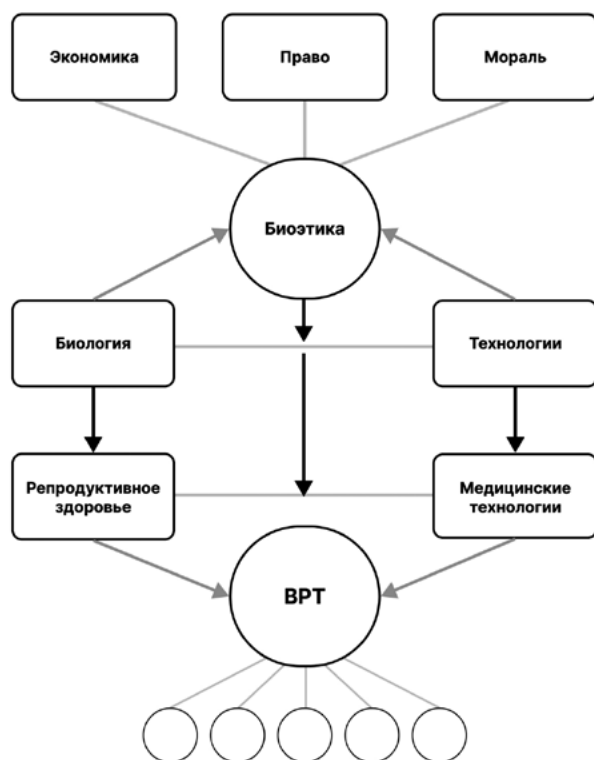 Экономика
Право
Мораль
Биоэтика
Биология
Технологии
Репродуктивное
здоровье
Медицинские
технологии
ВРТ